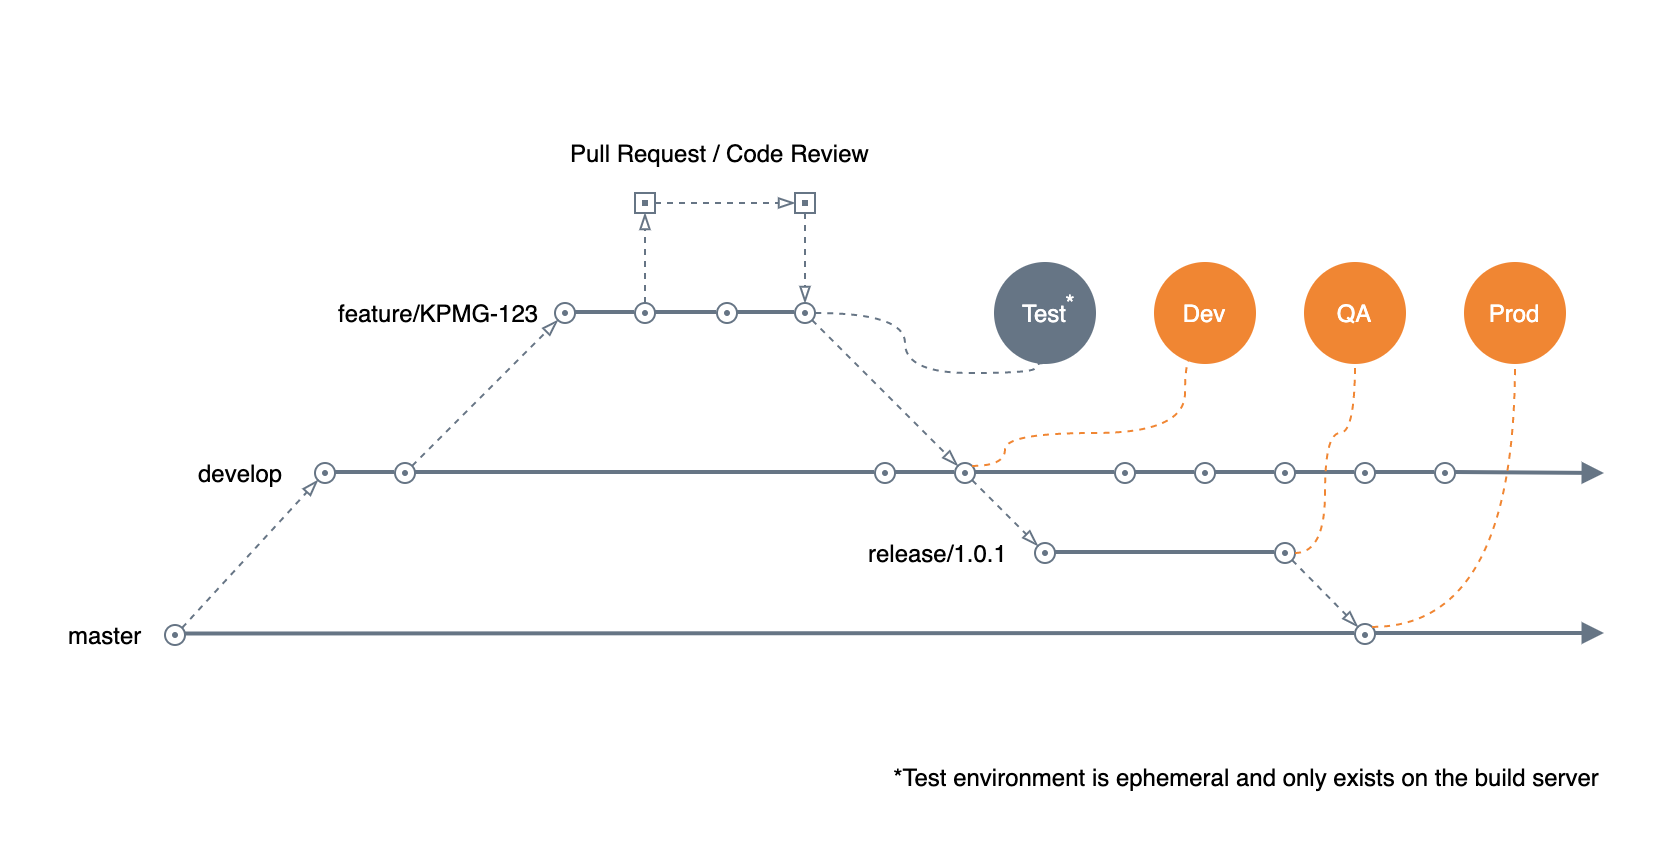 Pull Request / Code Review
feature/KPMG-123
Test*
Dev
QA
Prod
develop
release/1.0.1
master
*Test environment is ephemeral and only exists on the build server